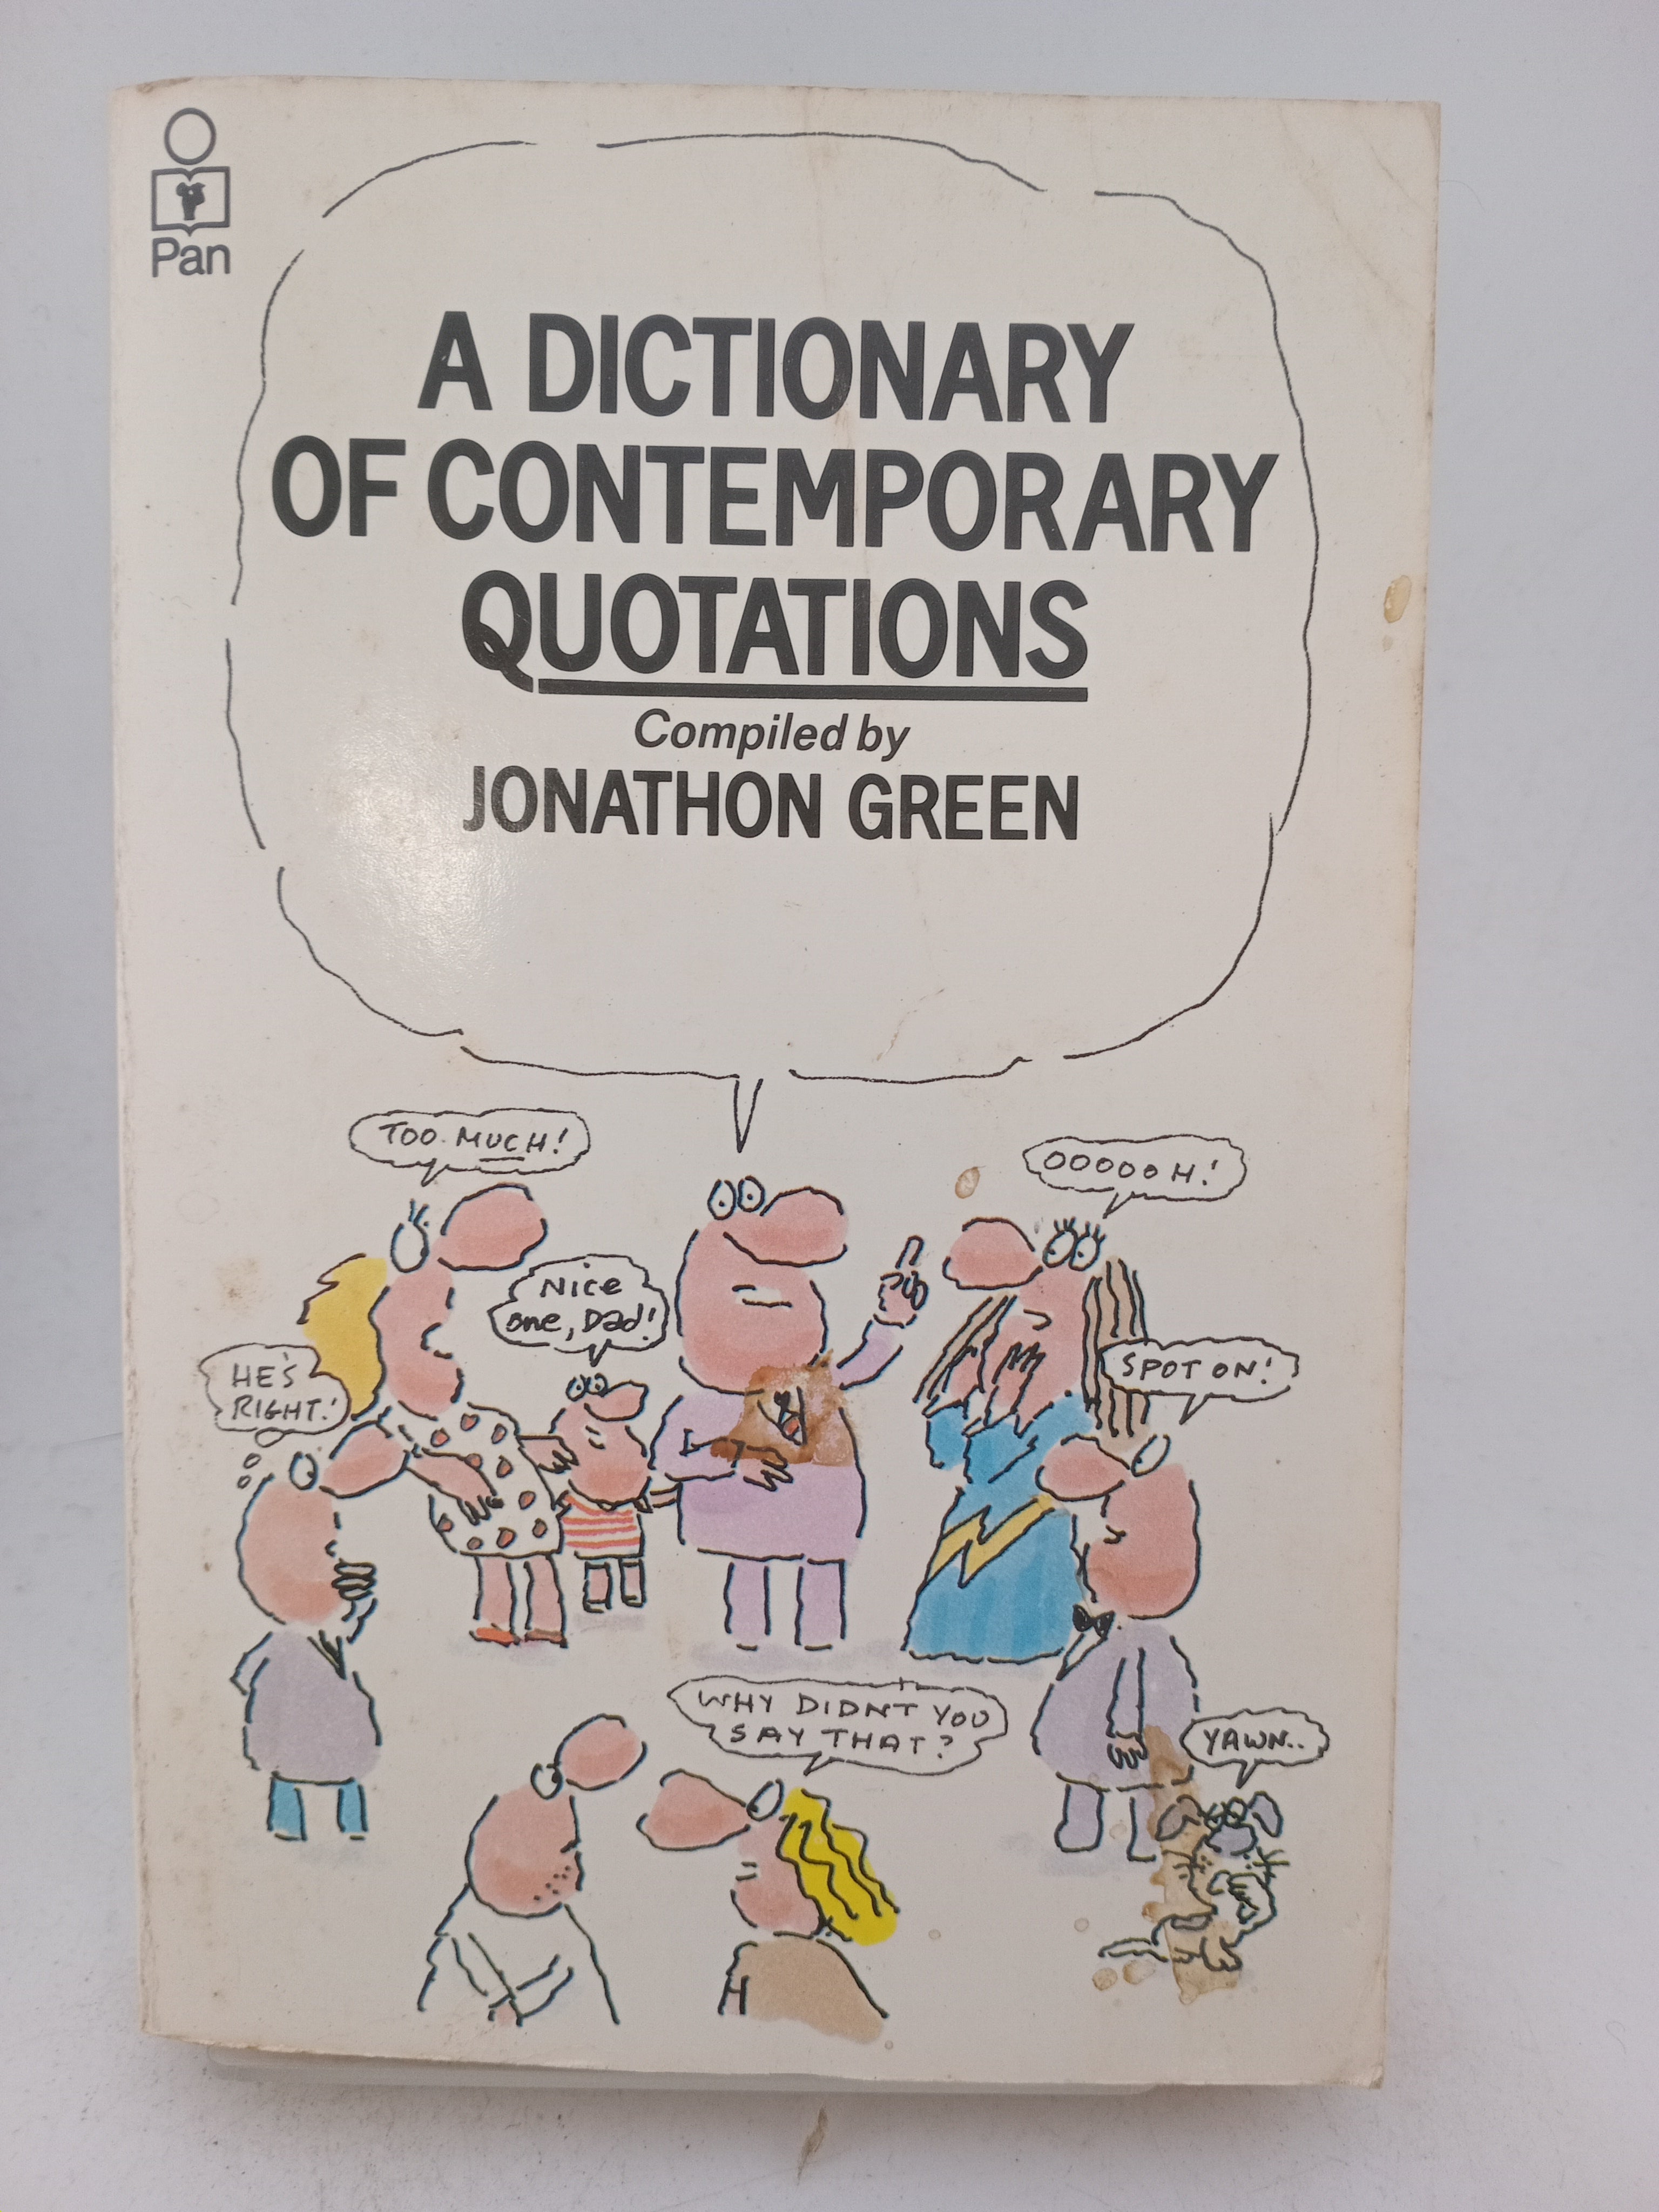 Pan
A DICTIONARY
OF CONTEMPORARY
QUOTATIONS
Compiled by
JONATHON GREEN
TOO MUCH!
OOOOOH!
NICE
ONE, DAD!
HE'S
RIGHT!
SPOT ON!
WHY DIDN'T YOU
SAY THAT?
YAWN..